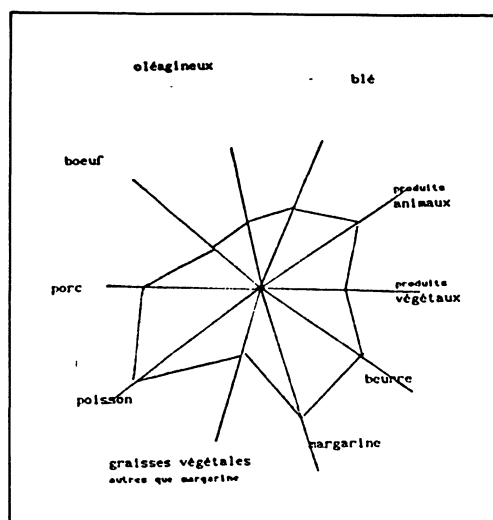 oléagineux
blé
boeuf
produits
animaux
porc
produits
végétaux
beurre
poisson
margarine
graisses végétales
autres que margarine